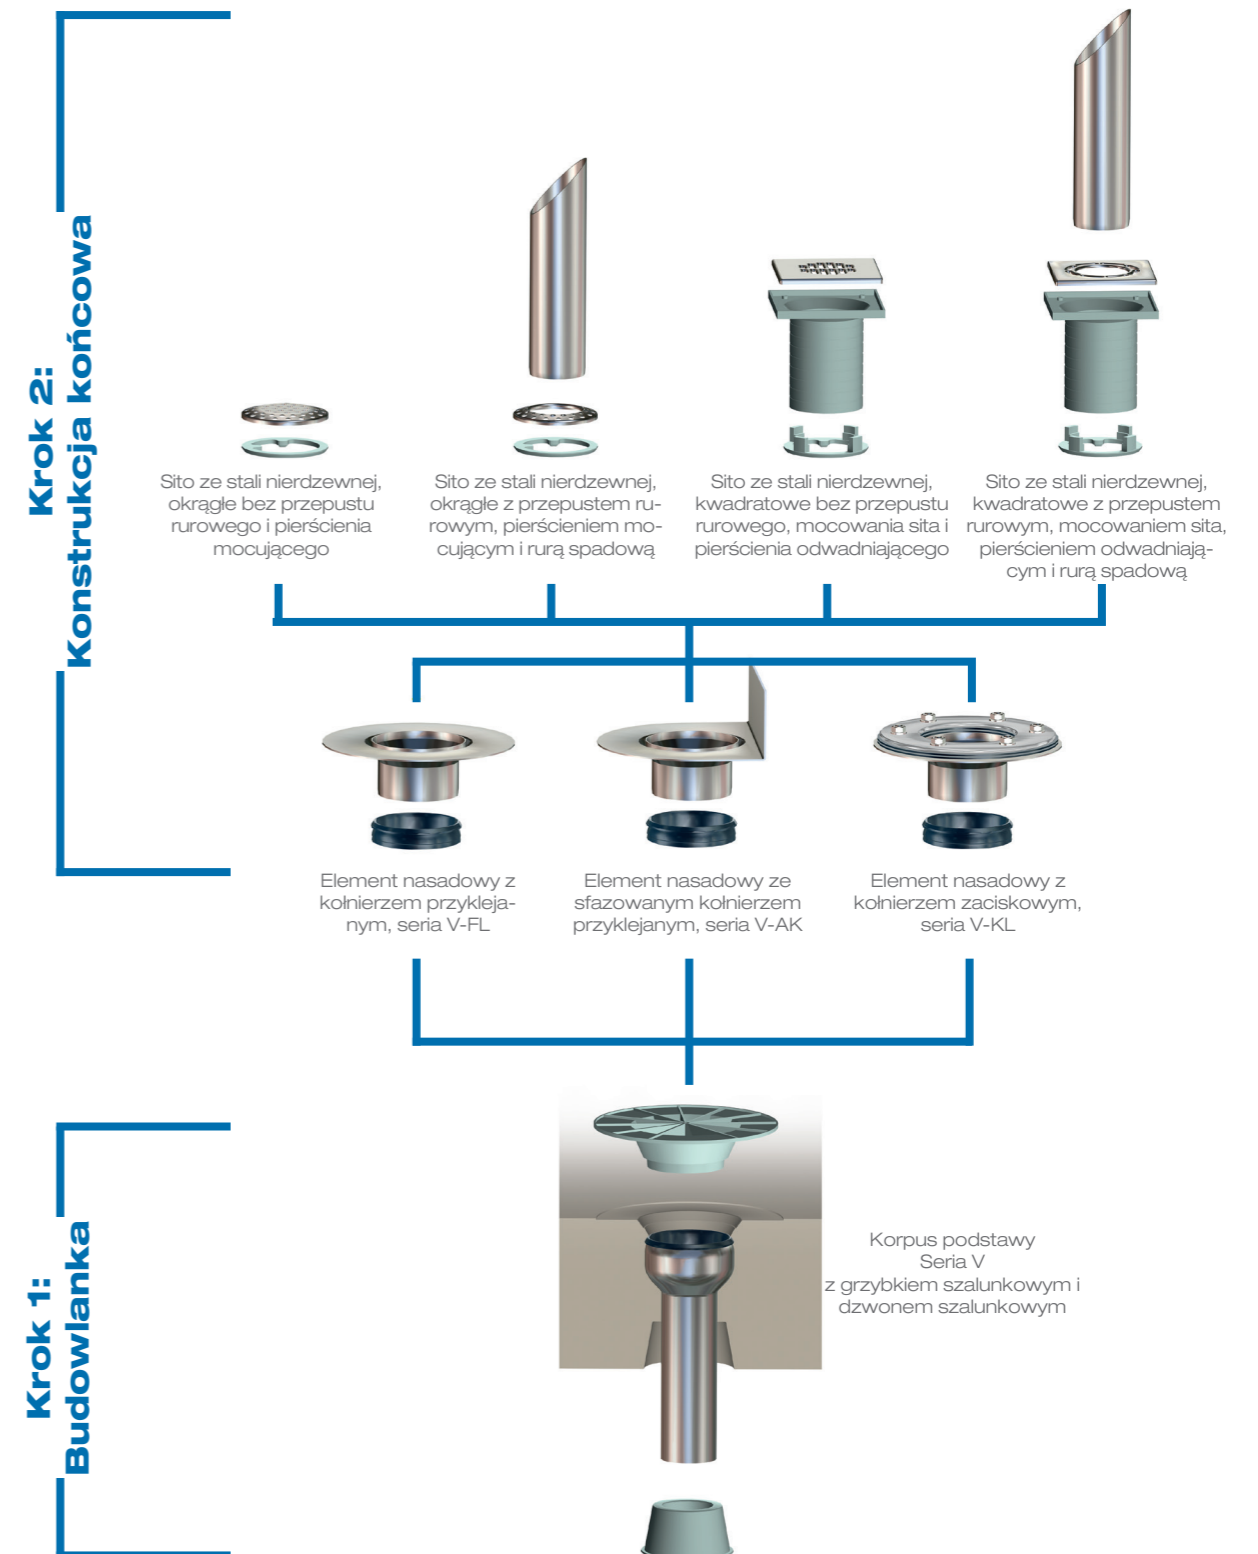 Krok 2:
Konstrukcja końcowa
Sito ze stali nierdzewnej,
okrągłe bez przepustu
rurowego i pierścienia
mocującego
Sito ze stali nierdzewnej,
okrągłe z przepustem ru-
rowym, pierścieniem mo-
cującym i rurą spadową
Sito ze stali nierdzewnej,
kwadratowe bez przepustu
rurowego, mocowania sita i
pierścienia odwadniającego
Sito ze stali nierdzewnej,
kwadratowe z przepustem
rurowym, mocowaniem sita,
pierścieniem odwadniają-
cym i rurą spadową
Element nasadowy z
kołnierzem przykleja-
nym, seria V-FL
Element nasadowy ze
sfazowanym kołnierzem
przyklejanym, seria V-AK
Element nasadowy z
kołnierzem zaciskowym,
seria V-KL
Krok 1:
Budowlanka
Korpus podstawy
Seria V
z grzybkiem szalunkowym i
dzwonem szalunkowym